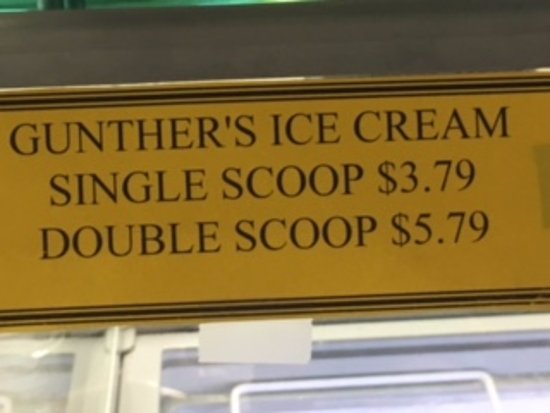 GUNTHER'S ICE CREAM
SINGLE SCOOP $3.79
DOUBLE SCOOP $5.79